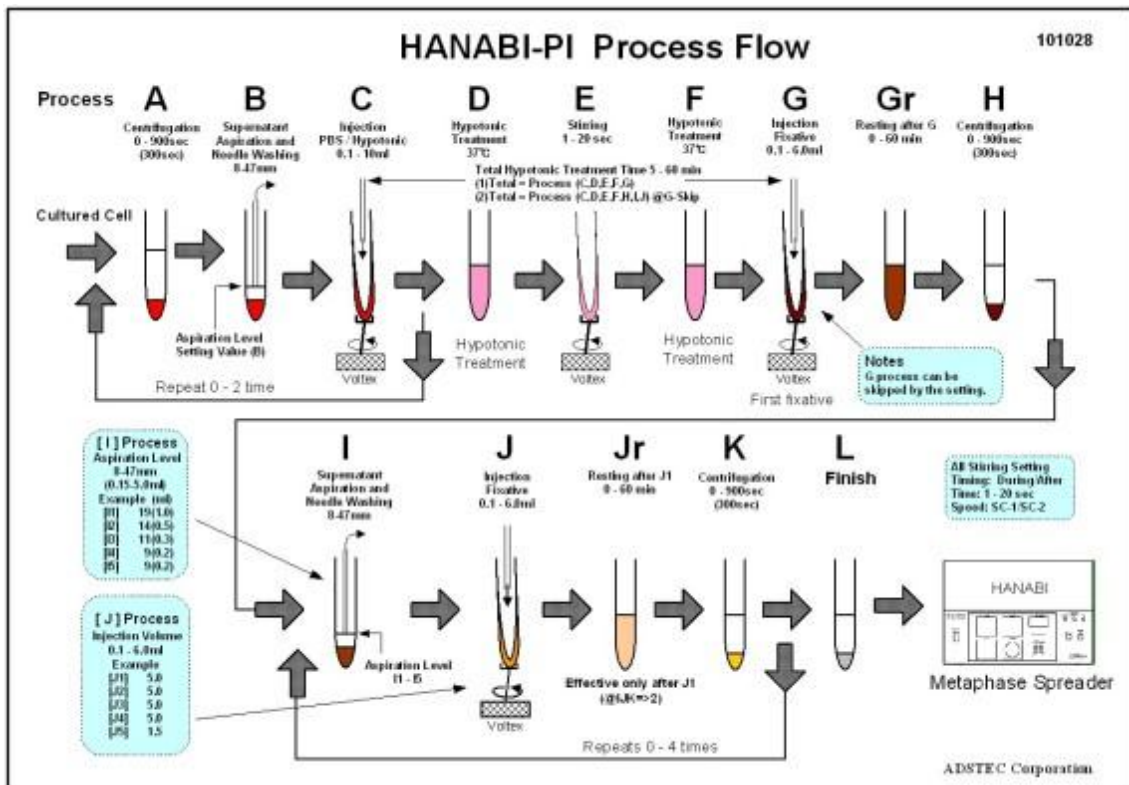 HANABI-PI Process Flow
101028
Process
A
Centrifugation
0 - 900sec
(300sec)
B
Supernatant
Aspiration and
Needle Washing
8-47mm
C
Injection
PBS / Hypotonic
0.1 - 10ml
D
Hypotonic
Treatment
37℃
E
Stirring
1 - 20 sec
F
Hypotonic
Treatment
37℃
G
Injection
Fixative
0.1 - 6.0ml
Gr
Resting after G
0 - 60 min
H
Centrifugation
0 - 900sec
(300sec)
Total Hypotonic Treatment Time 5 - 60 min
(1)Total = Process (C,D,E,F,G)
(2)Total = Process (C,D,E,F,H,I,J) @G-Skip
Cultured Cell
Aspiration Level
Setting Value (B)
Voltex
Hypotonic
Treatment
Voltex
Hypotonic
Treatment
Voltex
First fixative
Notes
G process can be
skipped by the setting.
Repeat 0 - 2 time
[ I ] Process
Aspiration Level
8-47mm
(0.15-5.0ml)
Example (ml)
[I1] 19(1.0)
[I2] 14(0.5)
[I3] 11(0.3)
[I4] 9(0.2)
[I5] 9(0.2)
I
Supernatant
Aspiration and
Needle Washing
8-47mm
J
Injection
Fixative
0.1 - 6.0ml
Jr
Resting after J1
0 - 60 min
K
Centrifugation
0 - 900sec
(300sec)
L
Finish
All Stirring Setting
Timing: During/After
Time: 1 - 20 sec
Speed: SC-1/SC-2
[ J ] Process
Injection Volume
0.1 - 6.0ml
Example
[J1] 5.0
[J2] 5.0
[J3] 5.0
[J4] 5.0
[J5] 1.5
Aspiration Level
I1 - I5
Voltex
Effective only after J1
(@IJK=>2)
HANABI
Metaphase Spreader
Repeats 0 - 4 times
ADSTEC Corporation